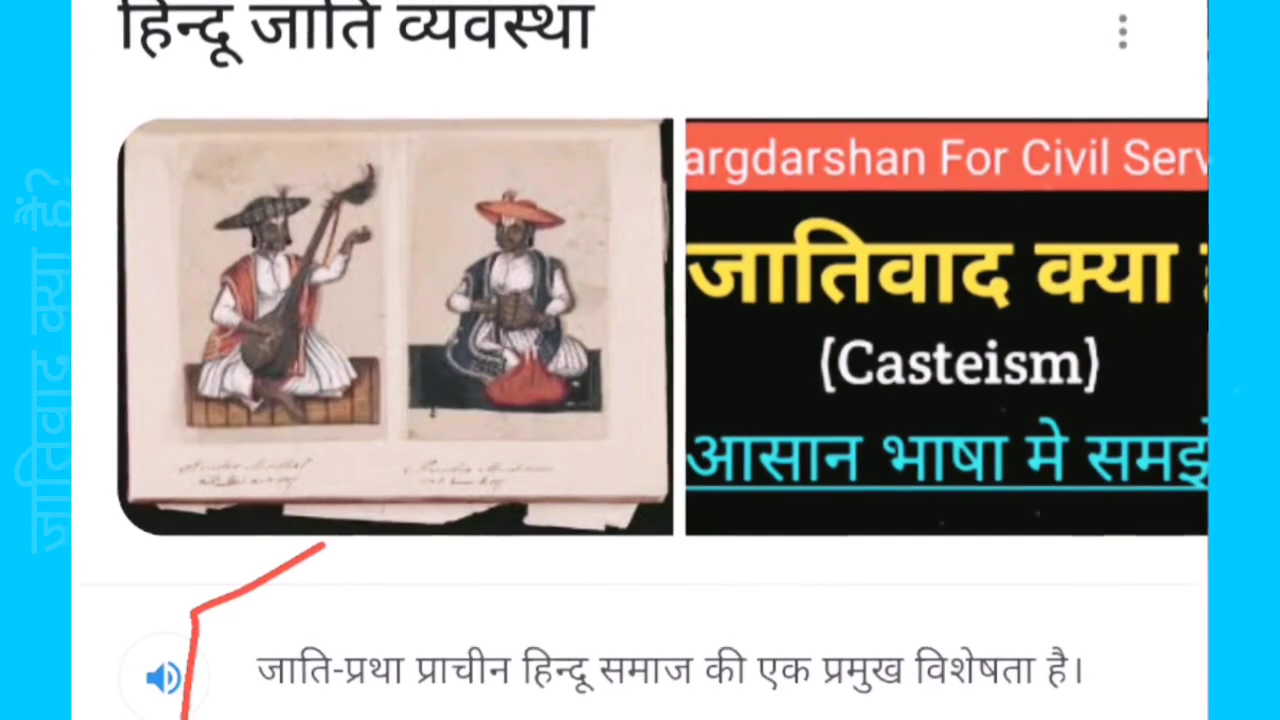 हिन्दू जाति व्यवस्था
argdarshan For Civil Serv
जातिवाद क्या
(Casteism)
आसान भाषा मे समझे
जातिवाद क्या हैं?
जाति-प्रथा प्राचीन हिन्दू समाज की एक प्रमुख विशेषता है।